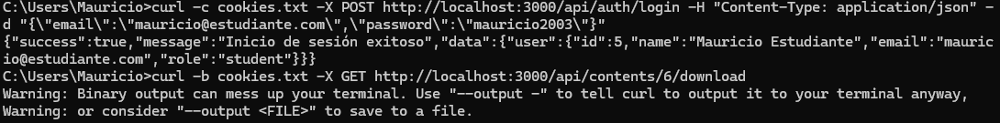 C:\Users\Mauricio>curl -c cookies.txt -X POST http://localhost:3000/api/auth/login -H "Content-Type: application/json" -
d "{\"email\":\"mauricio@estudiante.com\",\"password\":\"mauricio2003\"}"
{"success":true,"message":"Inicio de sesión exitoso","data":{"user":{"id":5,"name":"Mauricio Estudiante","email":"mauric
io@estudiante.com","role":"student"}}}
C:\Users\Mauricio>curl -b cookies.txt -X GET http://localhost:3000/api/contents/6/download
Warning: Binary output can mess up your terminal. Use "--output -" to tell curl to output it to your terminal anyway,
Warning: or consider "--output <FILE>" to save to a file.